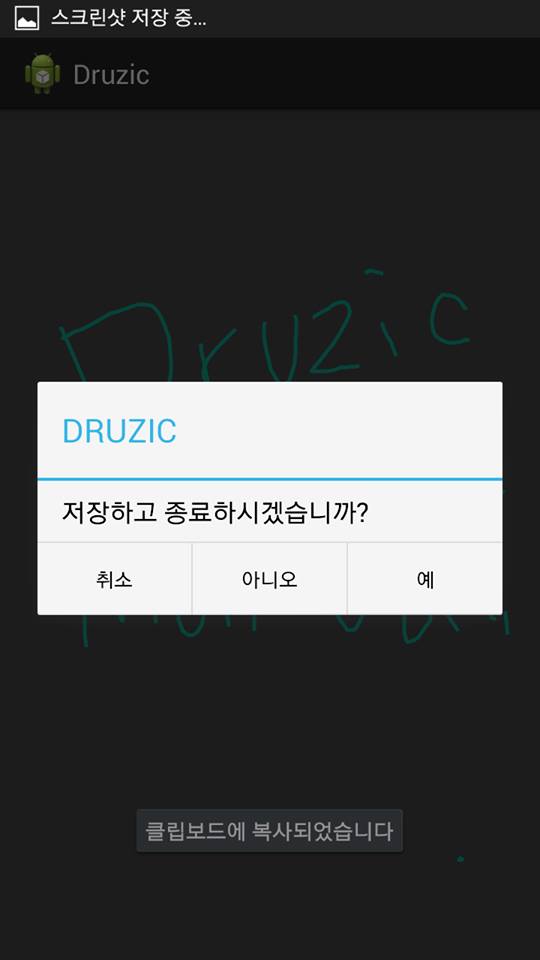 스크린샷 저장 중...
Druzic
Druzic
DRUZIC
저장하고 종료하시겠습니까?
취소 아니오 예
클립보드에 복사되었습니다